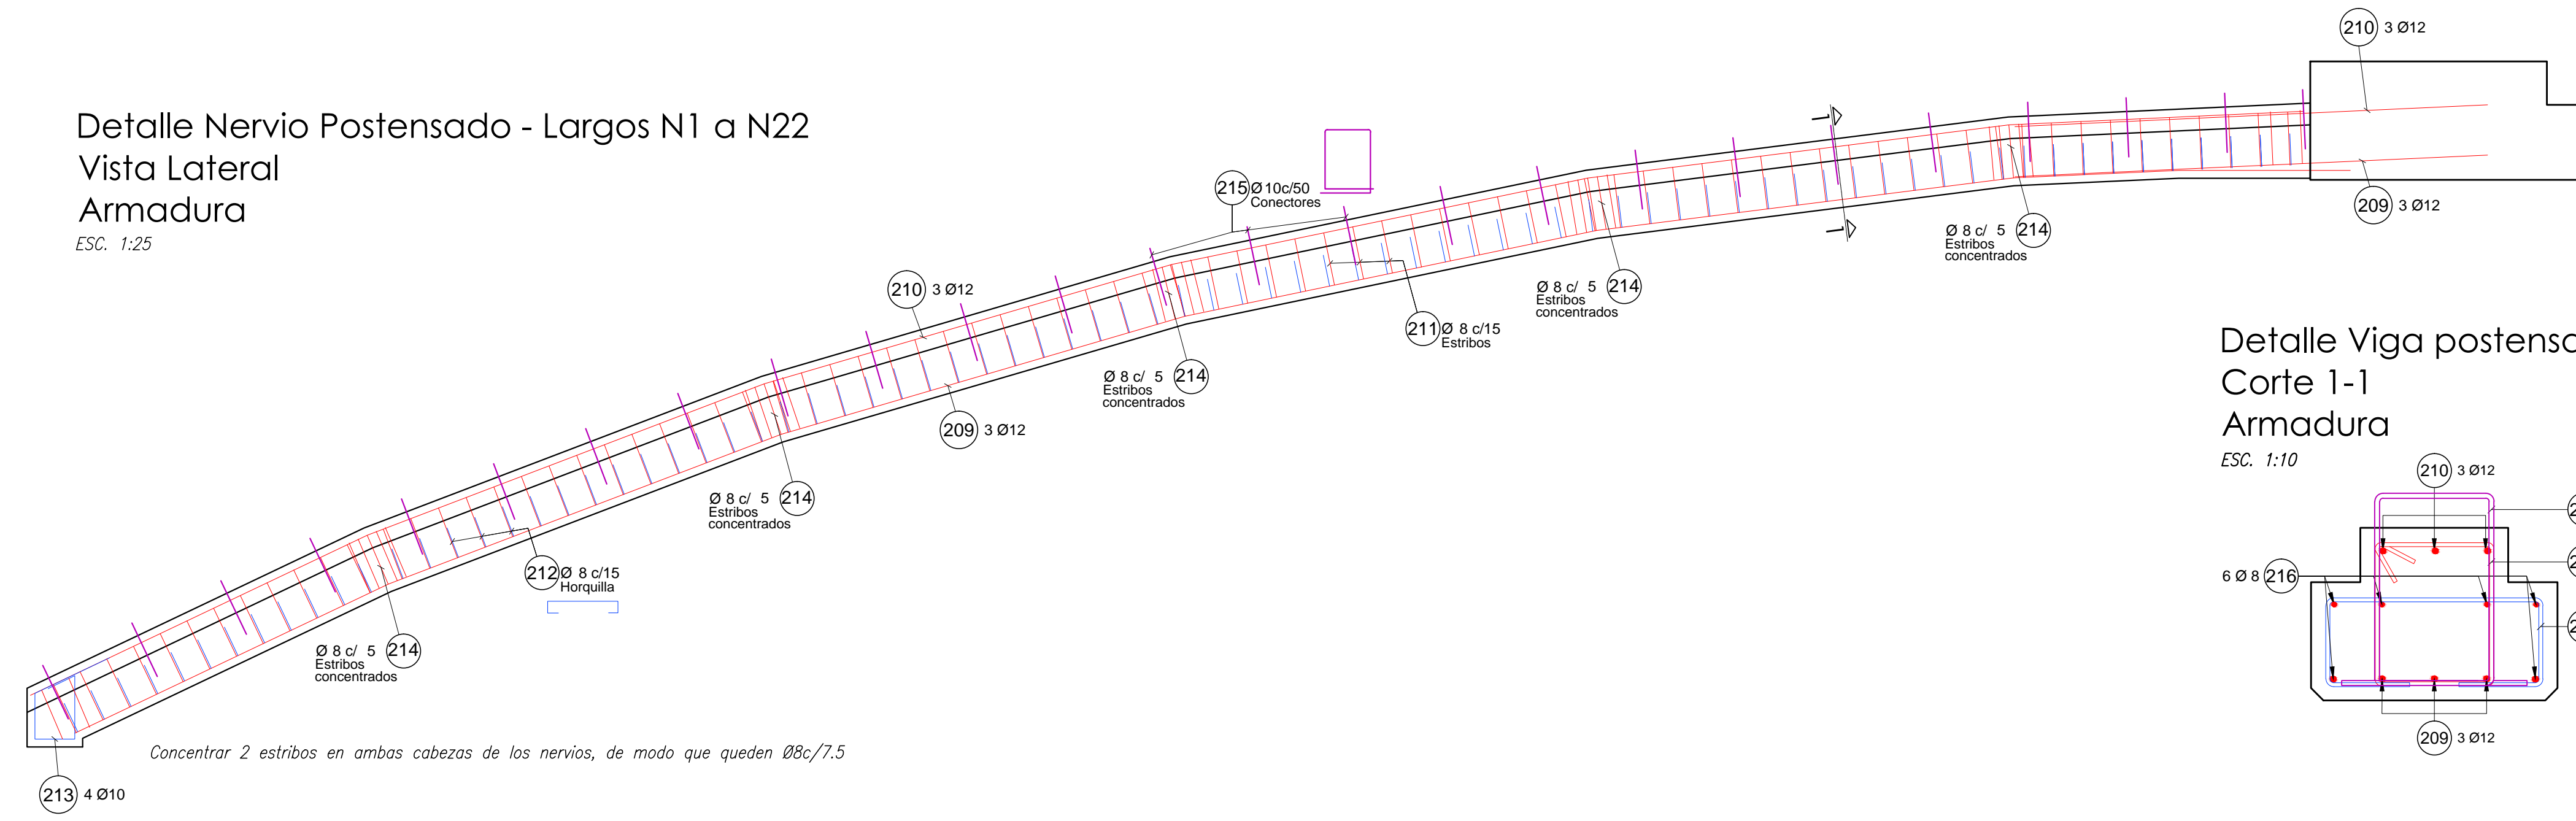 Detalle Nervio Postensado - Largos N1 a N22
Vista Lateral
Armadura
ESC. 1:25
210 3 Ø12
209 3 Ø12
215 Ø10c/50
Conectores
1
1
214 Ø 8 c/ 5
Estribos
concentrados
214 Ø 8 c/ 5
Estribos
concentrados
211 Ø 8 c/15
Estribos
210 3 Ø12
214 Ø 8 c/ 5
Estribos
concentrados
209 3 Ø12
214 Ø 8 c/ 5
Estribos
concentrados
212 Ø 8 c/15
Horquilla
214 Ø 8 c/ 5
Estribos
concentrados
Concentrar 2 estribos en ambas cabezas de los nervios, de modo que queden Ø8c/7.5
213 4 Ø10
Detalle Viga
Corte 1-1
Armadura
ESC. 1:10
210 3 Ø12
6 Ø 8 216
209 3 Ø12